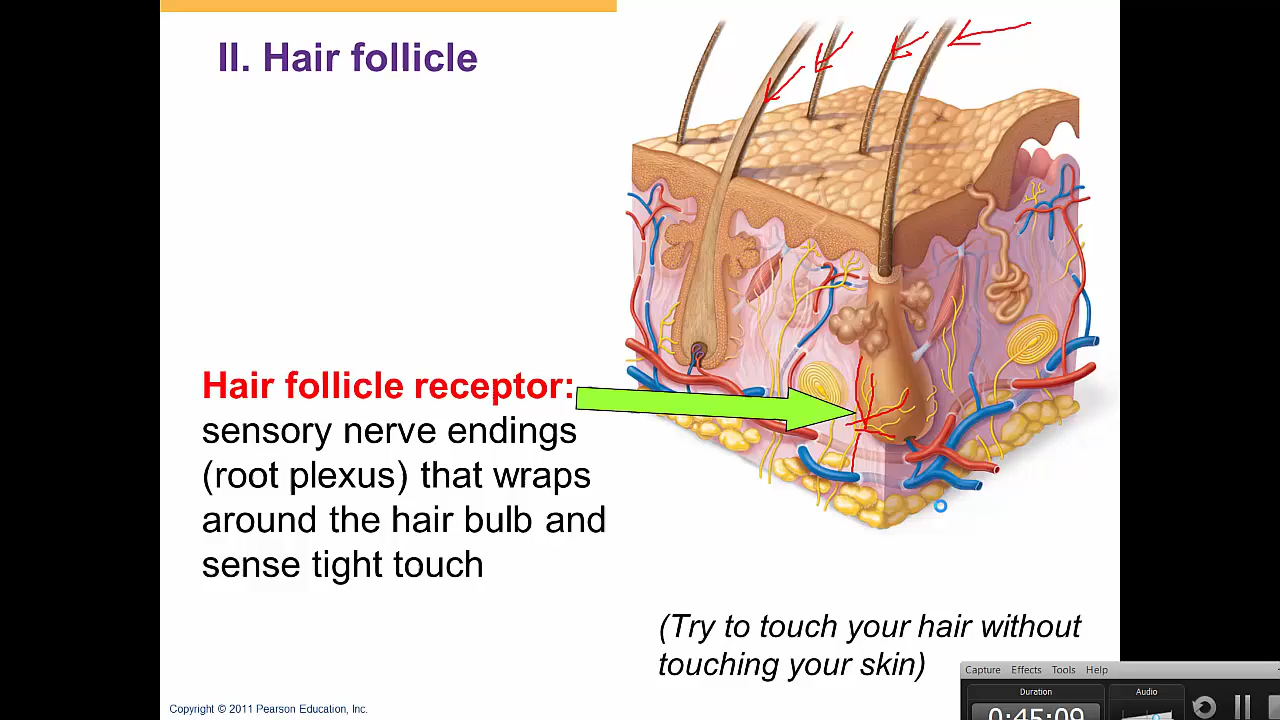 II. Hair follicle
Hair follicle receptor:
sensory nerve endings
(root plexus) that wraps
around the hair bulb and
sense tight touch
(Try to touch your hair without
touching your skin)
Capture Effects Tools Help
Duration
Audio
0:45:09
Copyright © 2011 Pearson Education, Inc.